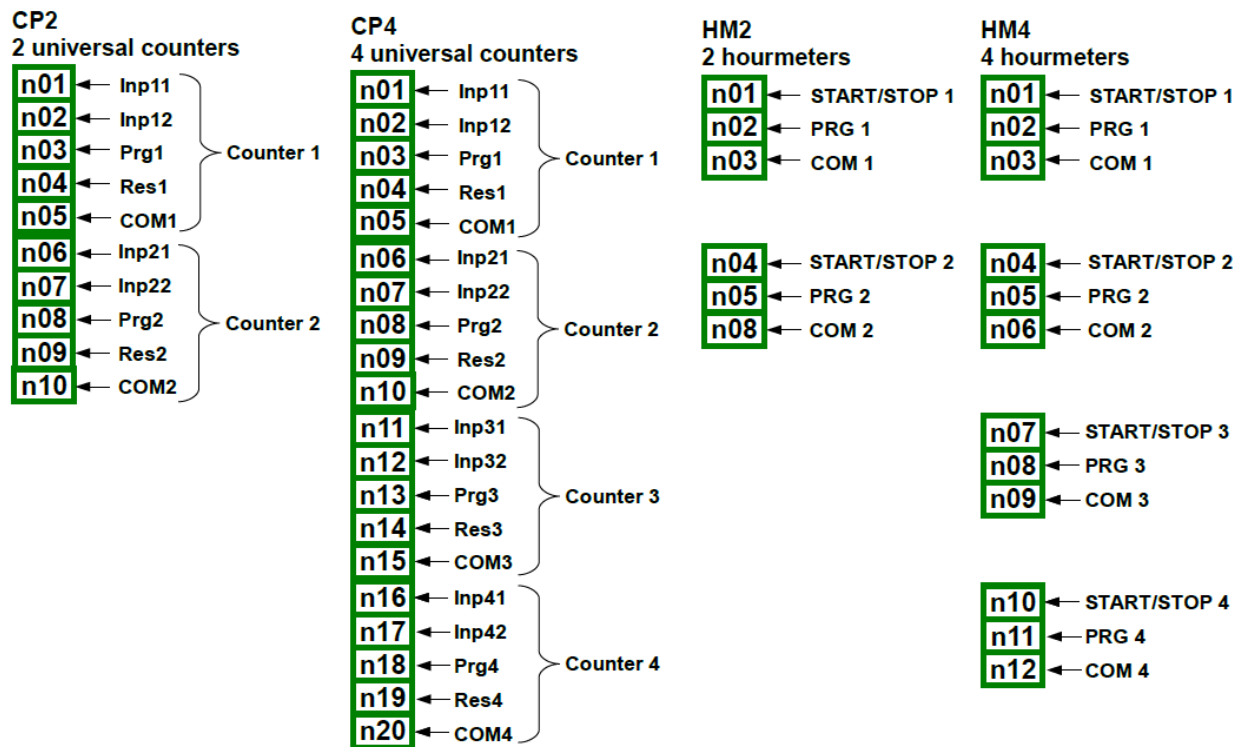 CP2
2 universal counters
n01 Inp11
n02 Inp12
n03 Prg1
n04 Res1
n05 COM1
Counter 1
n06 Inp21
n07 Inp22
n08 Prg2
n09 Res2
n10 COM2
Counter 2
CP4
4 universal counters
n01 Inp11
n02 Inp12
n03 Prg1
n04 Res1
n05 COM1
Counter 1
n06 Inp21
n07 Inp22
n08 Prg2
n09 Res2
n10 COM2
Counter 2
n11 Inp31
n12 Inp32
n13 Prg3
n14 Res3
n15 COM3
Counter 3
n16 Inp41
n17 Inp42
n18 Prg4
n19 Res4
n20 COM4
Counter 4
HM2
2 hourmeters
n01 START/STOP 1
n02 PRG 1
n03 COM 1
n04 START/STOP 2
n05 PRG 2
n08 COM 2
HM4
4 hourmeters
n01 START/STOP 1
n02 PRG 1
n03 COM 1
n04 START/STOP 2
n05 PRG 2
n06 COM 2
n07 START/STOP 3
n08 PRG 3
n09 COM 3
n10 START/STOP 4
n11 PRG 4
n12 COM 4